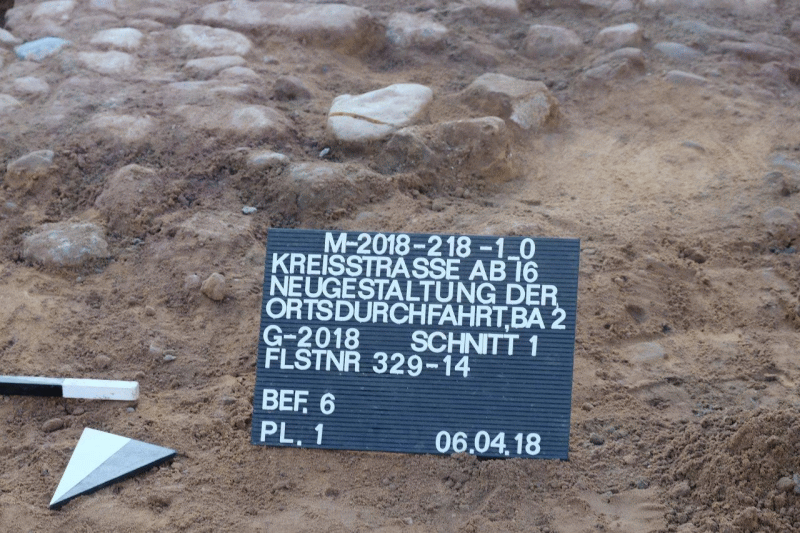 M-2018-218-1_0
KREISSTRASSE AB 16
NEUGESTALTUNG DER
ORTSDURCHFAHRT, BA 2
G-2018 SCHNITT 1
FLSTNR 329-14
BEF. 6
PL. 1 06.04.18